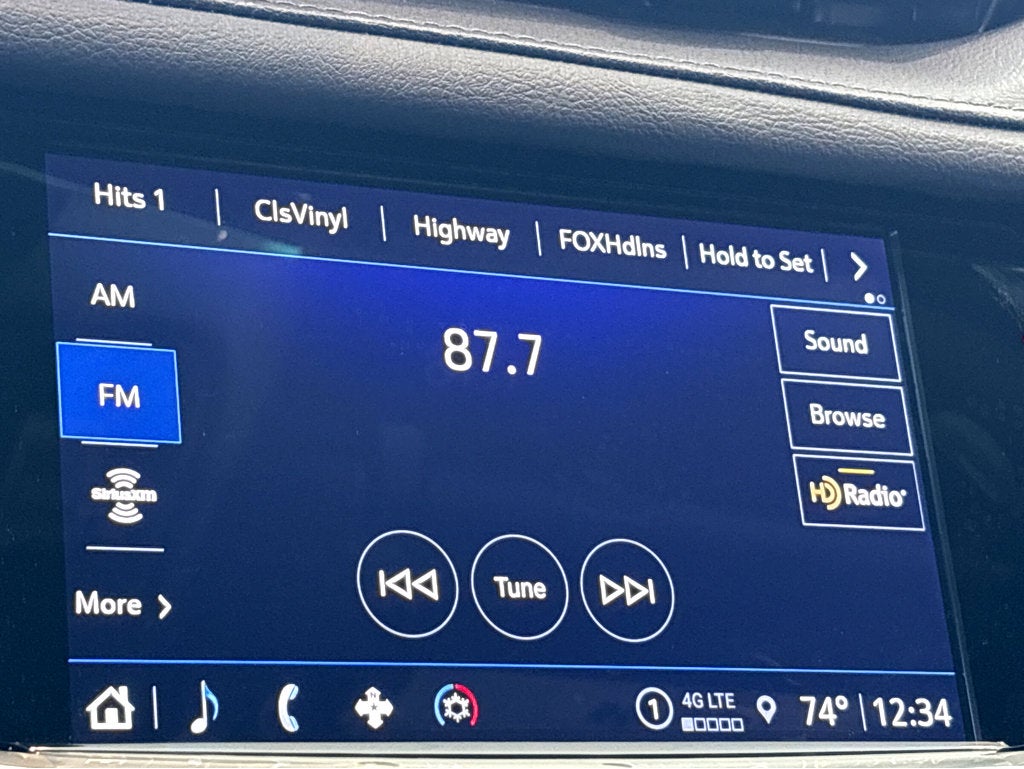 Hits 1
ClsVinyl
Highway
FOXHdlns
Hold to Set
AM
87.7
Sound
FM
Browse
SiriusXM
HD Radio
Tune
More
N
1
4G LTE
74°
12:34